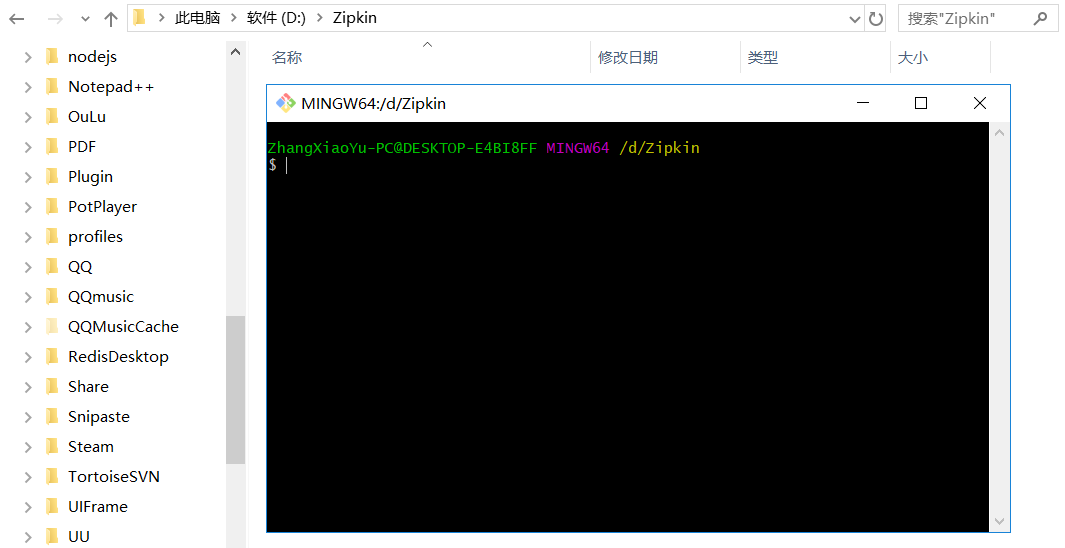 此电脑 软件 (D:) Zipkin
搜索"Zipkin"
nodejs
Notepad++
OuLu
PDF
Plugin
PotPlayer
profiles
QQ
QQmusic
QQMusicCache
RedisDesktop
Share
Snipaste
Steam
TortoiseSVN
UIFrame
UU
名称 修改日期 类型 大小
MINGW64:/d/Zipkin
ZhangXiaoYu-PC@DESKTOP-E4BI8FF MINGW64 /d/Zipkin
$